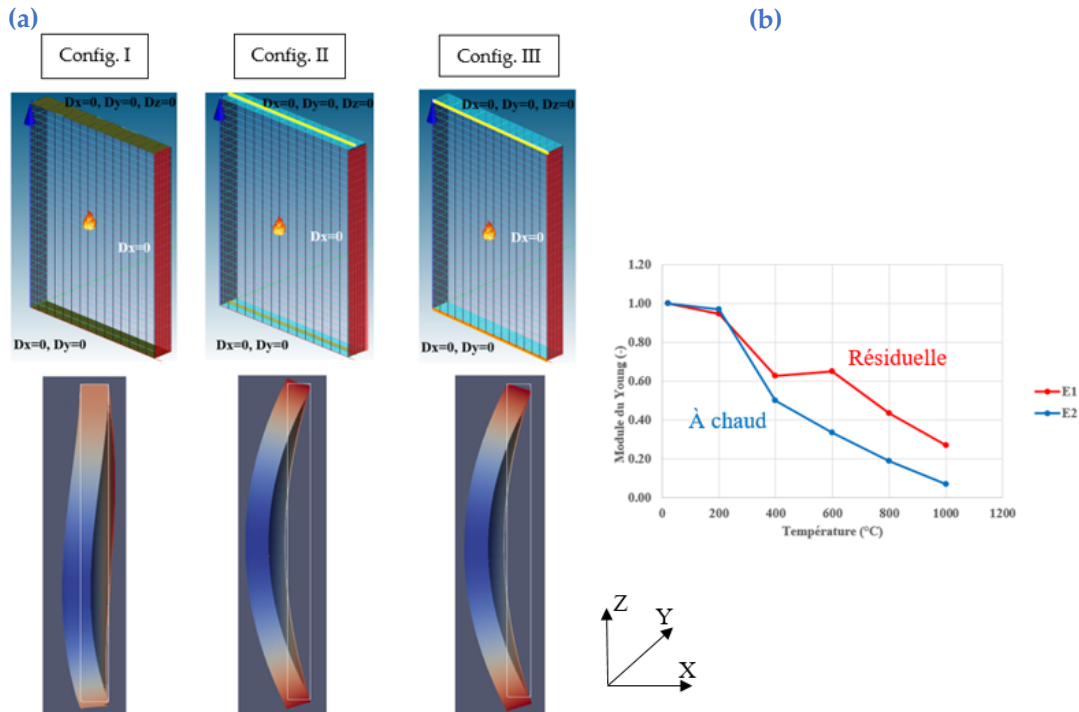 (a)
(b)
Config. I
Config. II
Config. III
Dx=0, Dy=0, Dz=0
Dx=0, Dy=0, Dz=0
Dx=0, Dy=0, Dz=0
Dx=0
Dx=0
Dx=0
Dx=0, Dy=0
Dx=0, Dy=0
Dx=0, Dy=0
Module du Young (-)
1.20
1.00
0.80
0.60
0.40
0.20
0.00
Résiduelle
À chaud
E1
E2
0
200
400
600
800
1000
1200
Température (°C)
Z
Y
X